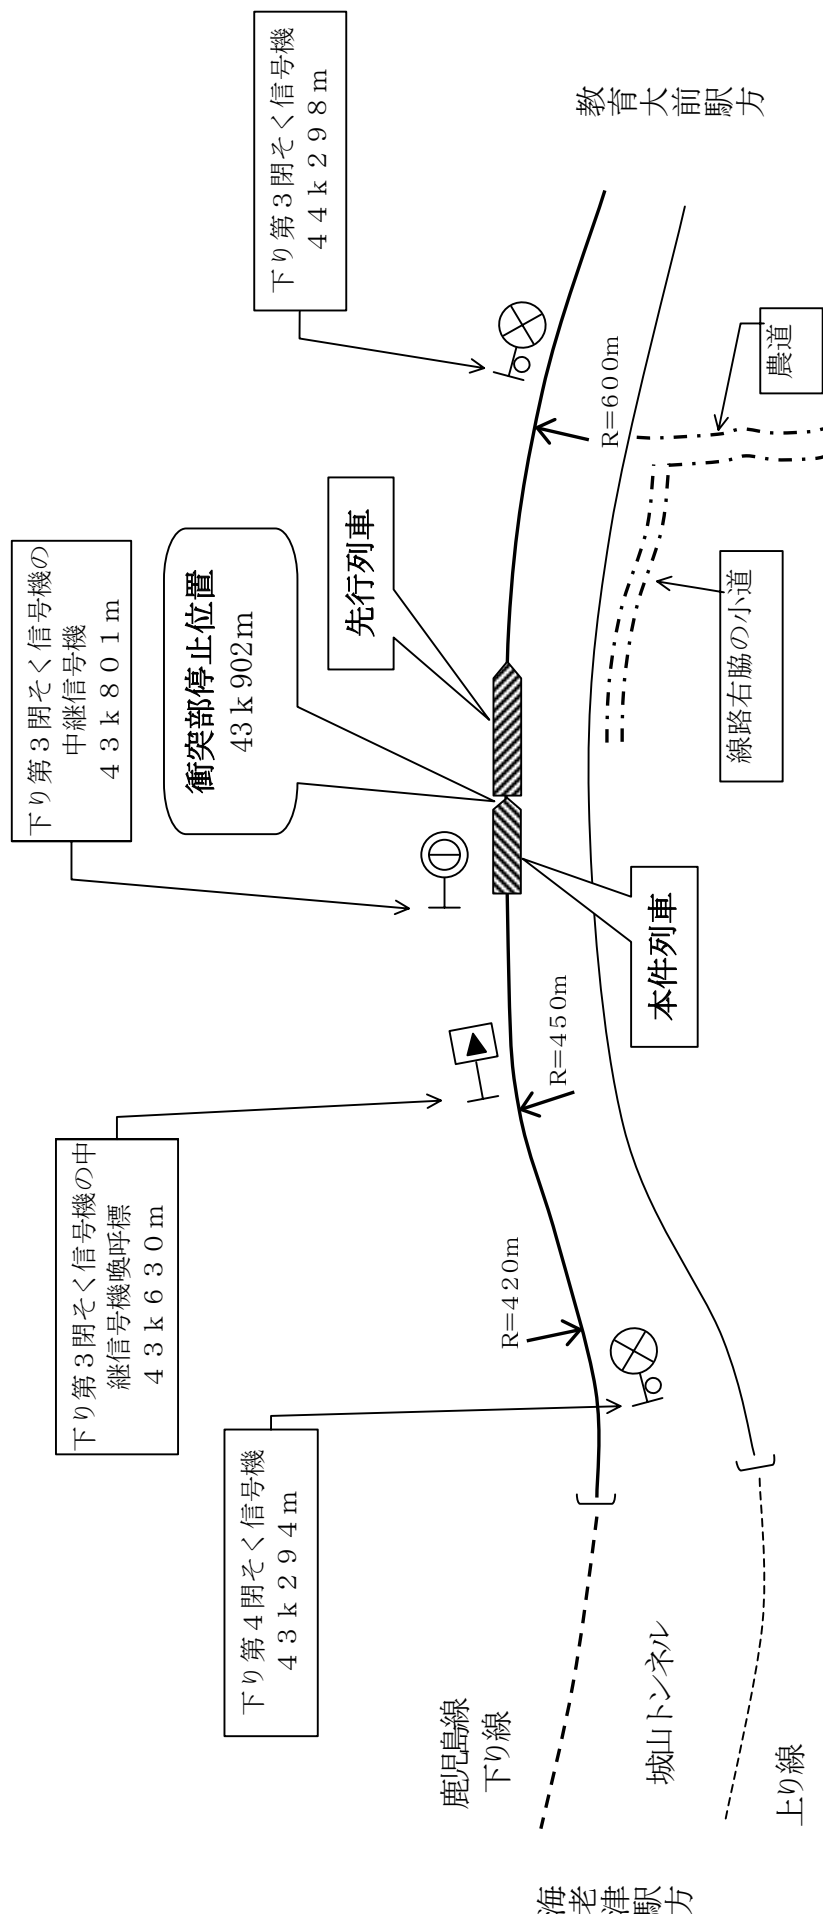 下り第3閉そく信号機の
中継信号機
43k801m
衝突部停止位置
43k902m
先行列車
下り第3閉そく信号機
44k298m
教育大前駅方
下り第3閉そく信号機の中
継信号機喚呼標
43k630m
下り第4閉そく信号機
43k294m
R=420m
R=450m
R=600m
農道
線路右脇の小道
本件列車
鹿児島線
下り線
城山トンネル
上り線
海老津駅方